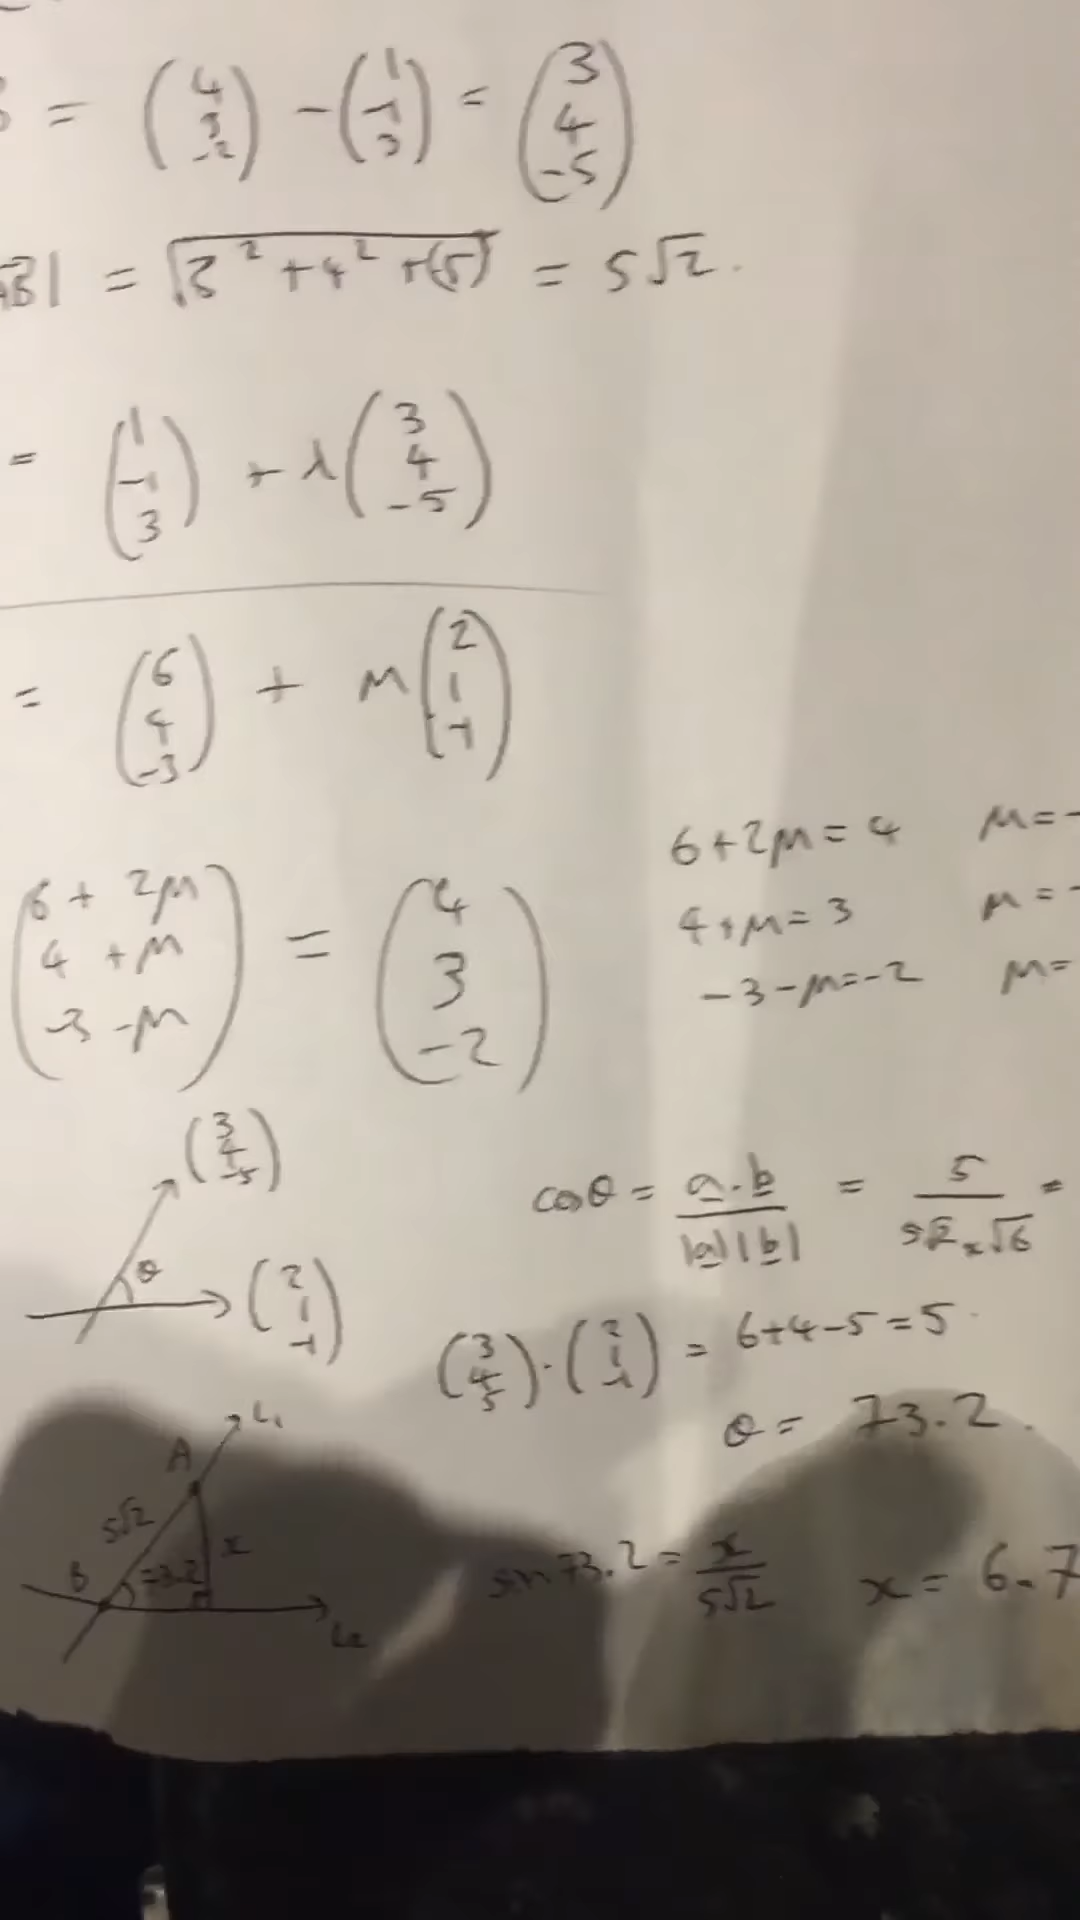 = (4 3 -2) - (1 -1 3) = (3 4 -5)
AB| = √3² + 4² + (5) = 5√2.
= (1 -1 3) + λ(3 4 -5)
= (6 4 -3) + μ(2 1 -1)
(6 + 2μ 4 + μ -3 - μ) = (4 3 -2)
6 + 2μ = 4 μ = -
4 + μ = 3 μ = -
-3 - μ = -2 μ =
(3 4 -5)
θ
(2 1 -1)
cos θ = a.b / |a||b| = 5 / 5√2 × √6 =
(3 4 -5) . (2 1 -1) = 6+4-5 = 5
θ = 73.2.
L₁
A
5√2
x
B
73.2
L₂
sin 73.2 = x / 5√2 x = 6.7